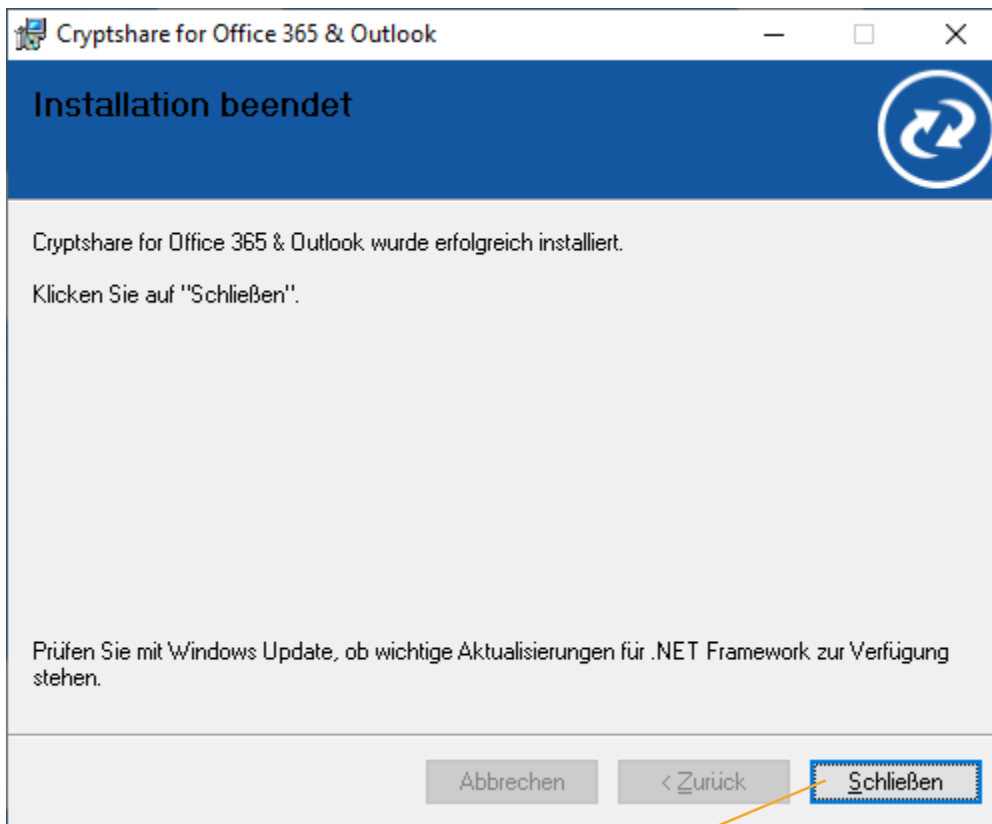 Cryptshare for Office 365 & Outlook
Installation beendet
Cryptshare for Office 365 & Outlook wurde erfolgreich installiert.
Klicken Sie auf "Schließen".
Prüfen Sie mit Windows Update, ob wichtige Aktualisierungen für .NET Framework zur Verfügung
stehen.
Abbrechen
< Zurück
Schließen